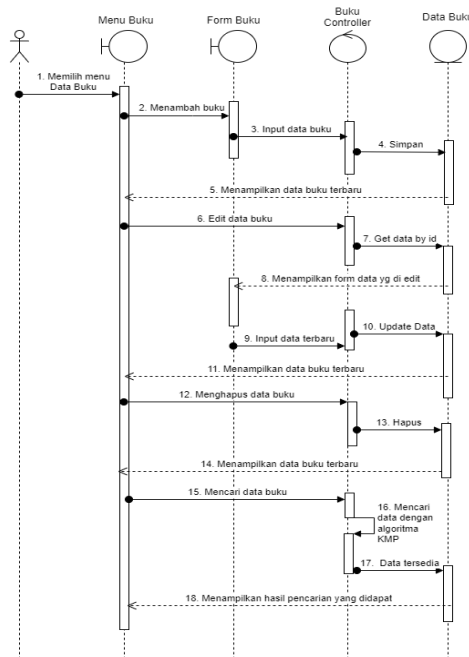 Menu Buku
Form Buku
Buku
Controller
Data Buku
1. Memilih menu
Data Buku
2. Menambah buku
3. Input data buku
4. Simpan
5. Menampilkan data buku terbaru
6. Edit data buku
7. Get data by id
8. Menampilkan form data yg di edit
9. Input data terbaru
10. Update Data
11. Menampilkan data buku terbaru
12. Menghapus data buku
13. Hapus
14. Menampilkan data buku terbaru
15. Mencari data buku
16. Mencari
data dengan
algoritma
KMP
17. Data tersedia
18. Menampilkan hasil pencarian yang didapat